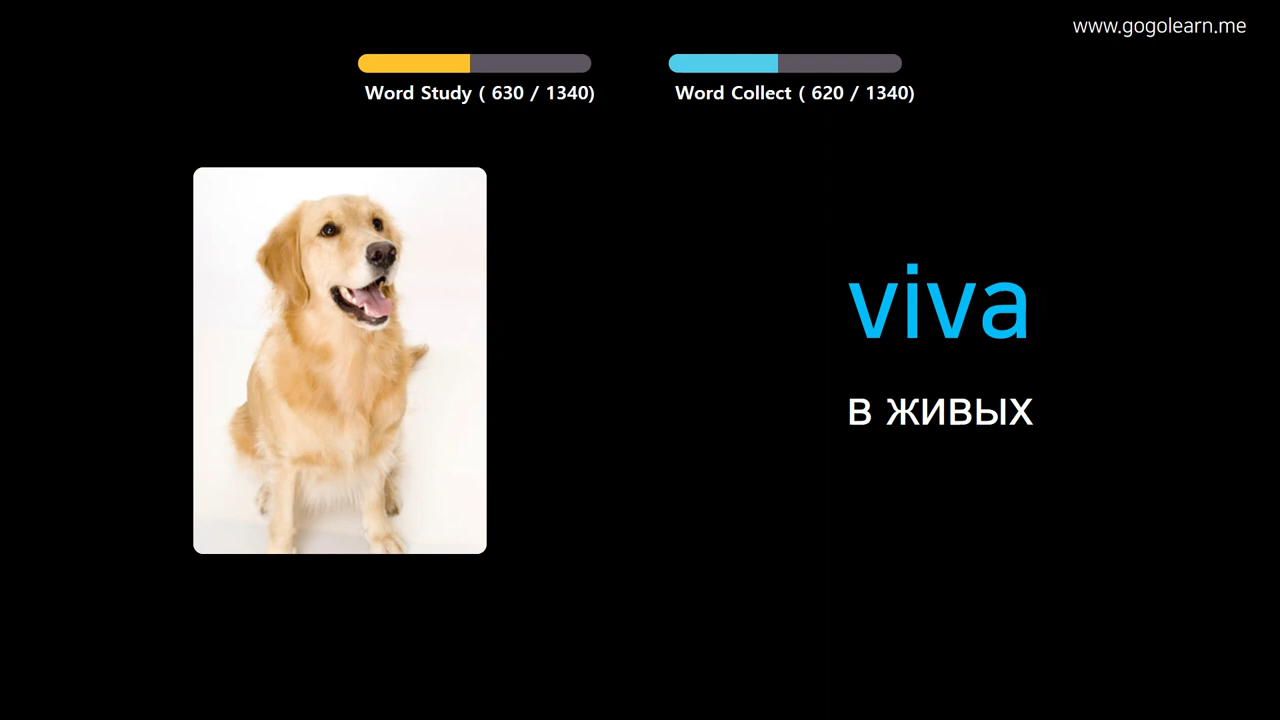 www.gogolearn.me
Word Study ( 630 / 1340)
Word Collect ( 620 / 1340)
viva
в живых